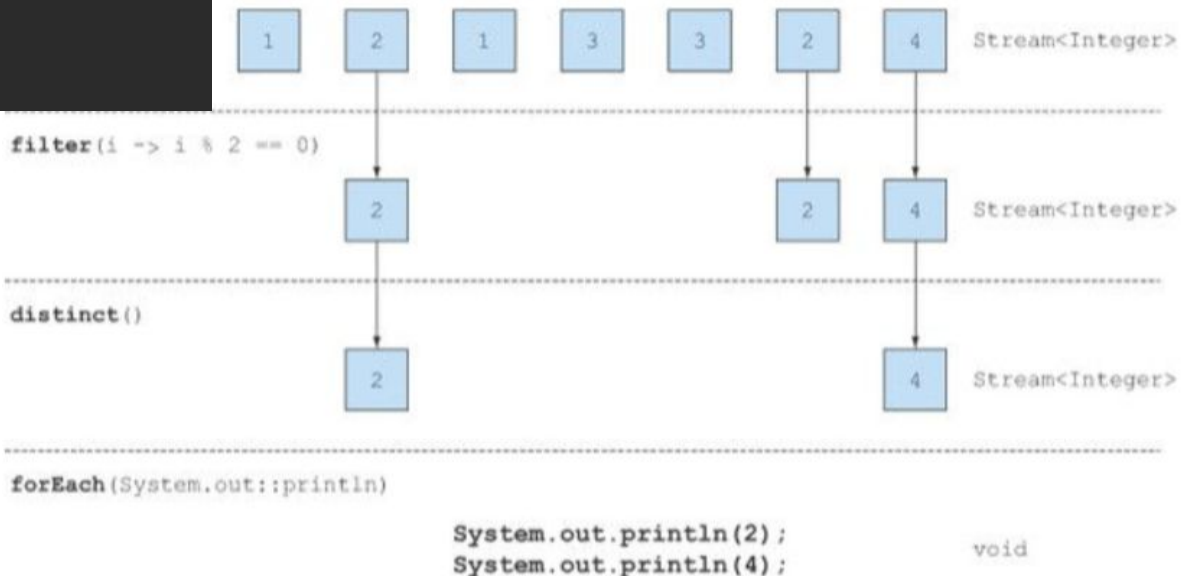 1 2 1 3 3 2 4 Stream<Integer>
filter(i -> i % 2 == 0)
2 2 4 Stream<Integer>
distinct()
2 4 Stream<Integer>
forEach(System.out::println)
System.out.println(2);
System.out.println(4);
void